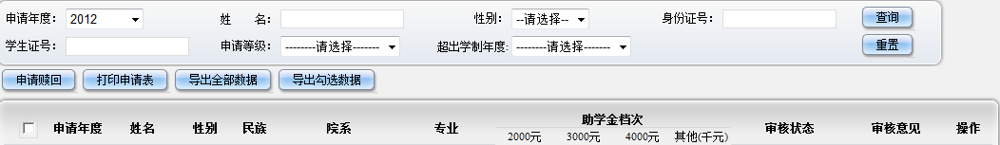 申请年度： 2012 姓 名： 性别： --请选择-- 身份证号： 查询
学生证号： 申请等级： --------请选择------- 超出学制年度: --------请选择------- 重置
申请赎回 打印申请表 导出全部数据 导出勾选数据
申请年度 姓名 性别 民族 院系 专业 助学金档次 审核状态 审核意见 操作
2000元 3000元 4000元 其他(千元)